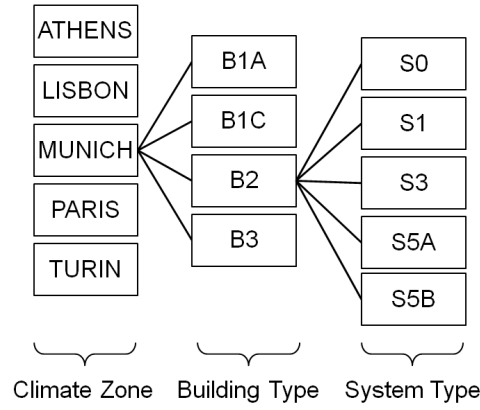 ATHENS
LISBON
MUNICH
PARIS
TURIN
B1A
B1C
B2
B3
S0
S1
S3
S5A
S5B
Climate Zone
Building Type
System Type